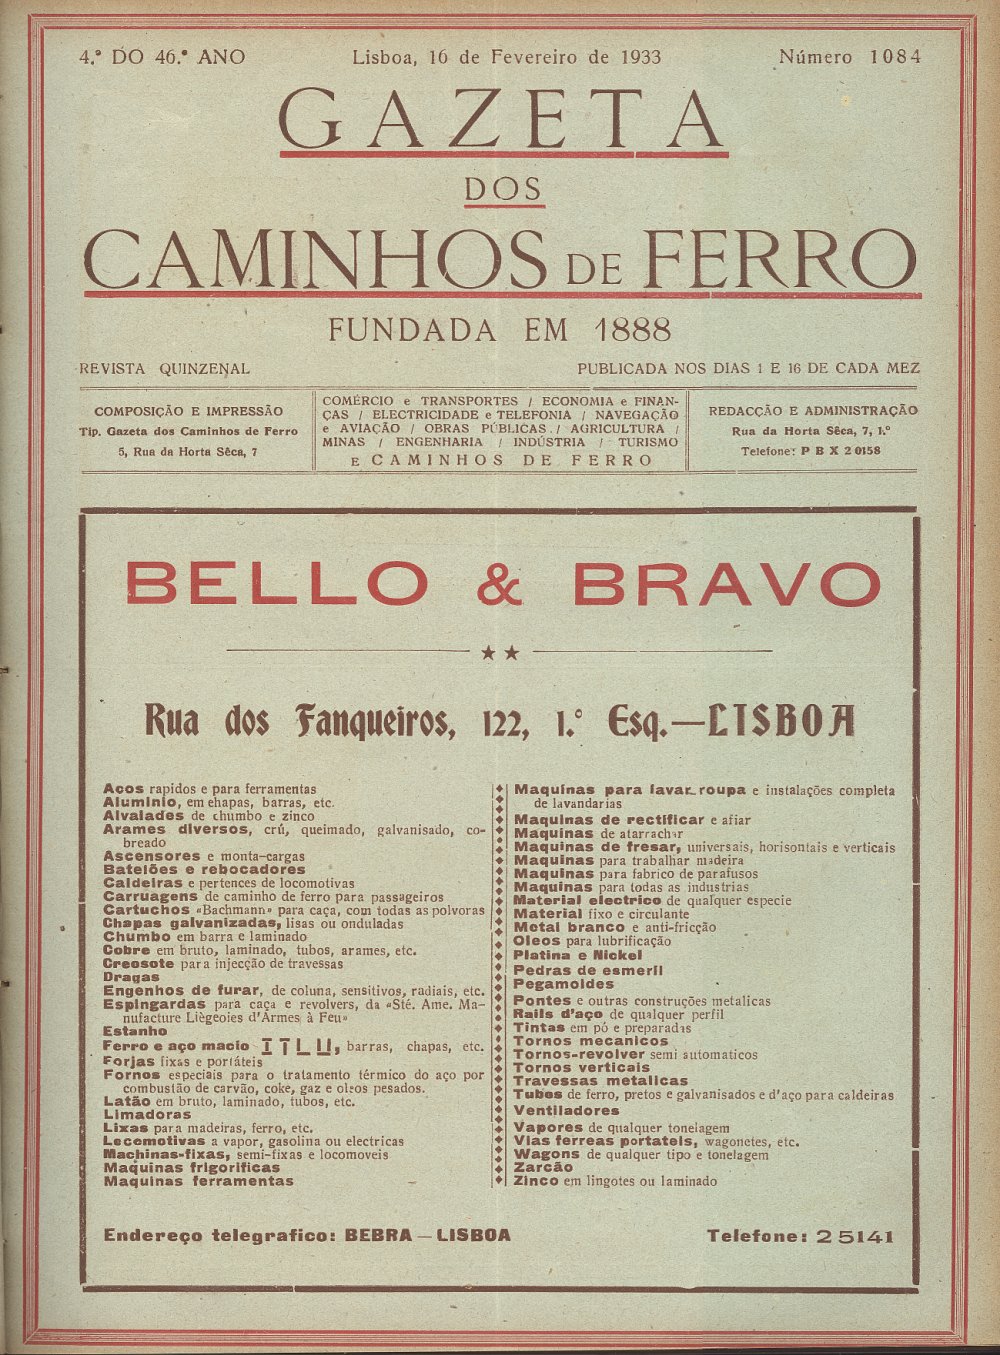 4.º DO 46.º ANO
Lisboa, 16 de Fevereiro de 1933
Número 1084
GAZETA
DOS
CAMINHOS DE FERRO
FUNDADA EM 1888
REVISTA QUINZENAL
PUBLICADA NOS DIAS 1 E 16 DE CADA MEZ
COMPOSIÇÃO E IMPRESSÃO
Tip. Gazeta dos Caminhos de Ferro
5, Rua da Horta Sêca, 7
COMÉRCIO e TRANSPORTES / ECONOMIA e FINAN-
ÇAS / ELECTRICIDADE e TELEFONIA / NAVEGAÇÃO
e AVIAÇÃO / OBRAS PÚBLICAS / AGRICULTURA /
MINAS / ENGENHARIA / INDÚSTRIA / TURISMO
E CAMINHOS DE FERRO
REDACÇÃO E ADMINISTRAÇÃO
Rua da Horta Sêca, 7, 1.º
Telefone: P B X 2 0158
BELLO & BRAVO
Rua dos Fanqueiros, 122, 1.º Esq.—LISBOA
Acos rapidos e para ferramentas
Aluminio, em ehapas, barras, etc.
Alvaiades de chumbo e zinco
Arames diversos, crú, queimado, galvanisado, co-
breado
Ascensores e monta-cargas
Batelões e rebocadores
Caldeiras e pertences de locomotivas
Carruagens de caminho de ferro para passageiros
Cartuchos «Bachmann» para caça, com todas as polvoras
Chapas galvanizadas, lisas ou onduladas
Chumbo em barra e laminado
Cobre em bruto, laminado, tubos, arames, etc.
Creosote para injecção de travessas
Dragas
Engenhos de furar, de coluna, sensitivos, radiais, etc.
Espingardas para caça e revolvers, da «Sté. Ame. Ma-
nufacture Liègeoies d'Armes à Feu»
Estanho
Ferro e aço macio I T L U, barras, chapas, etc.
Forjas fixas e portáteis
Fornos especiais para o tratamento térmico do aço por
combustão de carvão, coke, gaz e oleos pesados.
Latão em bruto, laminado, tubos, etc.
Limadoras
Lixas para madeiras, ferro, etc.
Locomotivas a vapor, gasolina ou electricas
Machinas-fixas, semi-fixas e locomoveis
Maquinas frigorificas
Maquinas ferramentas
Maquinas para lavar roupa e instalações completa
de lavandarias
Maquinas de rectificar e afiar
Maquinas de atarrachar
Maquinas de fresar, universais, horisontais e verticais
Maquinas para trabalhar madeira
Maquinas para fabrico de parafusos
Maquinas para todas as industrias
Material electrico de qualquer especie
Material fixo e circulante
Metal branco e anti-fricção
Oleos para lubrificação
Platina e Nickel
Pedras de esmeril
Pegamoides
Pontes e outras construções metalicas
Rails d'aço de qualquer perfil
Tintas em pó e preparadas
Tornos mecanicos
Tornos-revolver semi automaticos
Tornos verticais
Travessas metalicas
Tubos de ferro, pretos e galvanisados e d'aço para caldeiras
Ventiladores
Vapores de qualquer tonelagem
Vias ferreas portateis, wagonetes, etc.
Wagons de qualquer tipo e tonelagem
Zarcão
Zinco em lingotes ou laminado
Endereço telegrafico: BEBRA — LISBOA
Telefone: 2 5141